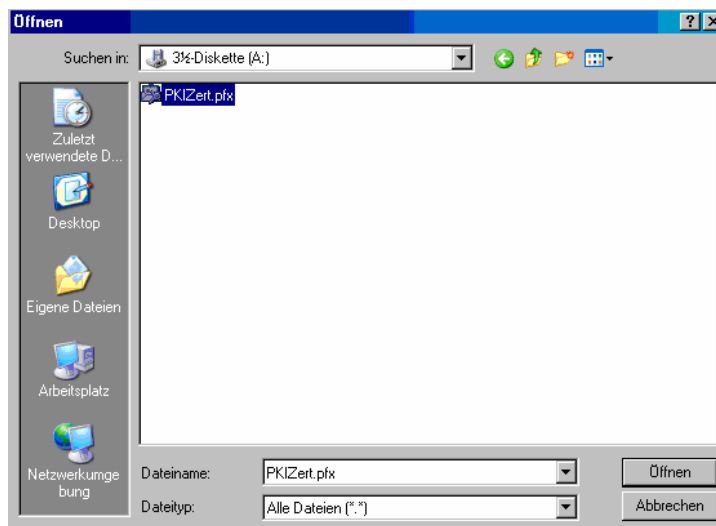 Öffnen
Suchen in:
3½-Diskette (A:)
PKIZert.pfx
Zuletzt
verwendete D...
Desktop
Eigene Dateien
Arbeitsplatz
Netzwerkumge
bung
Dateiname:
PKIZert.pfx
Öffnen
Dateityp:
Alle Dateien (*.*)
Abbrechen